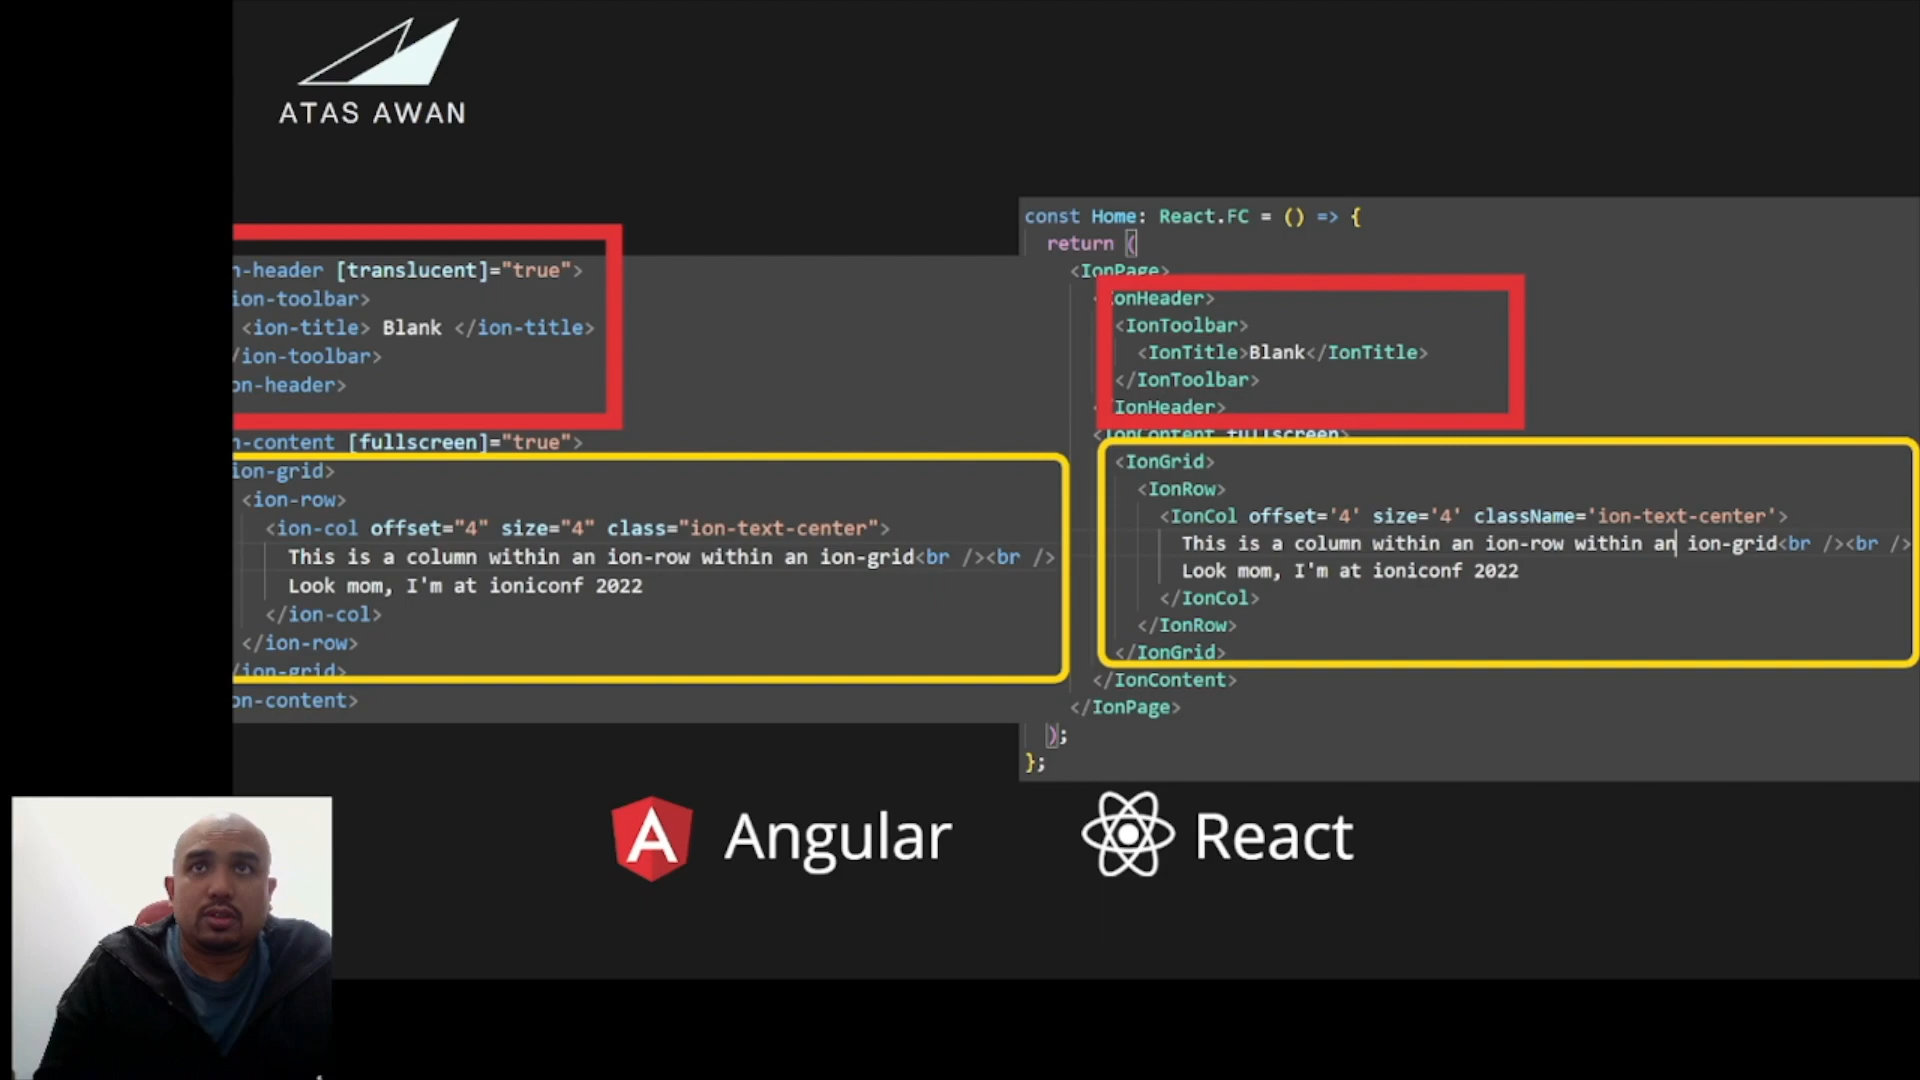 ATAS AWAN
n-header [translucent]="true">
ion-toolbar>
<ion-title> Blank </ion-title>
/ion-toolbar>
on-header>
n-content [fullscreen]="true">
ion-grid>
<ion-row>
<ion-col offset="4" size="4" class="ion-text-center">
This is a column within an ion-row within an ion-grid<br /><br />
Look mom, I'm at ioniconf 2022
</ion-col>
</ion-row>
/ion-grid>
on-content>
const Home: React.FC = () => {
return (
<IonPage>
IonHeader>
<IonToolbar>
<IonTitle>Blank</IonTitle>
</IonToolbar>
IonHeader>
<IonContent fullscreen>
<IonGrid>
<IonRow>
<IonCol offset='4' size='4' className='ion-text-center'>
This is a column within an ion-row within an ion-grid<br /><br />
Look mom, I'm at ioniconf 2022
</IonCol>
</IonRow>
</IonGrid>
</IonContent>
</IonPage>
);
};
Angular
React